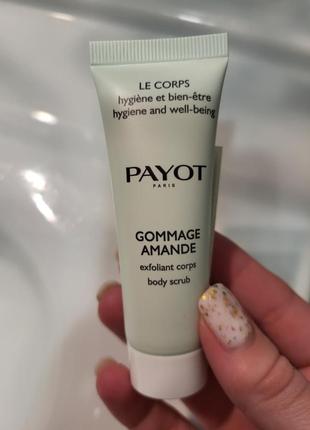 LE CORPS
hygiène et bien-être
hygiene and well-being
PAYOT
PARIS
GOMMAGE
AMANDE
exfoliant corps
body scrub